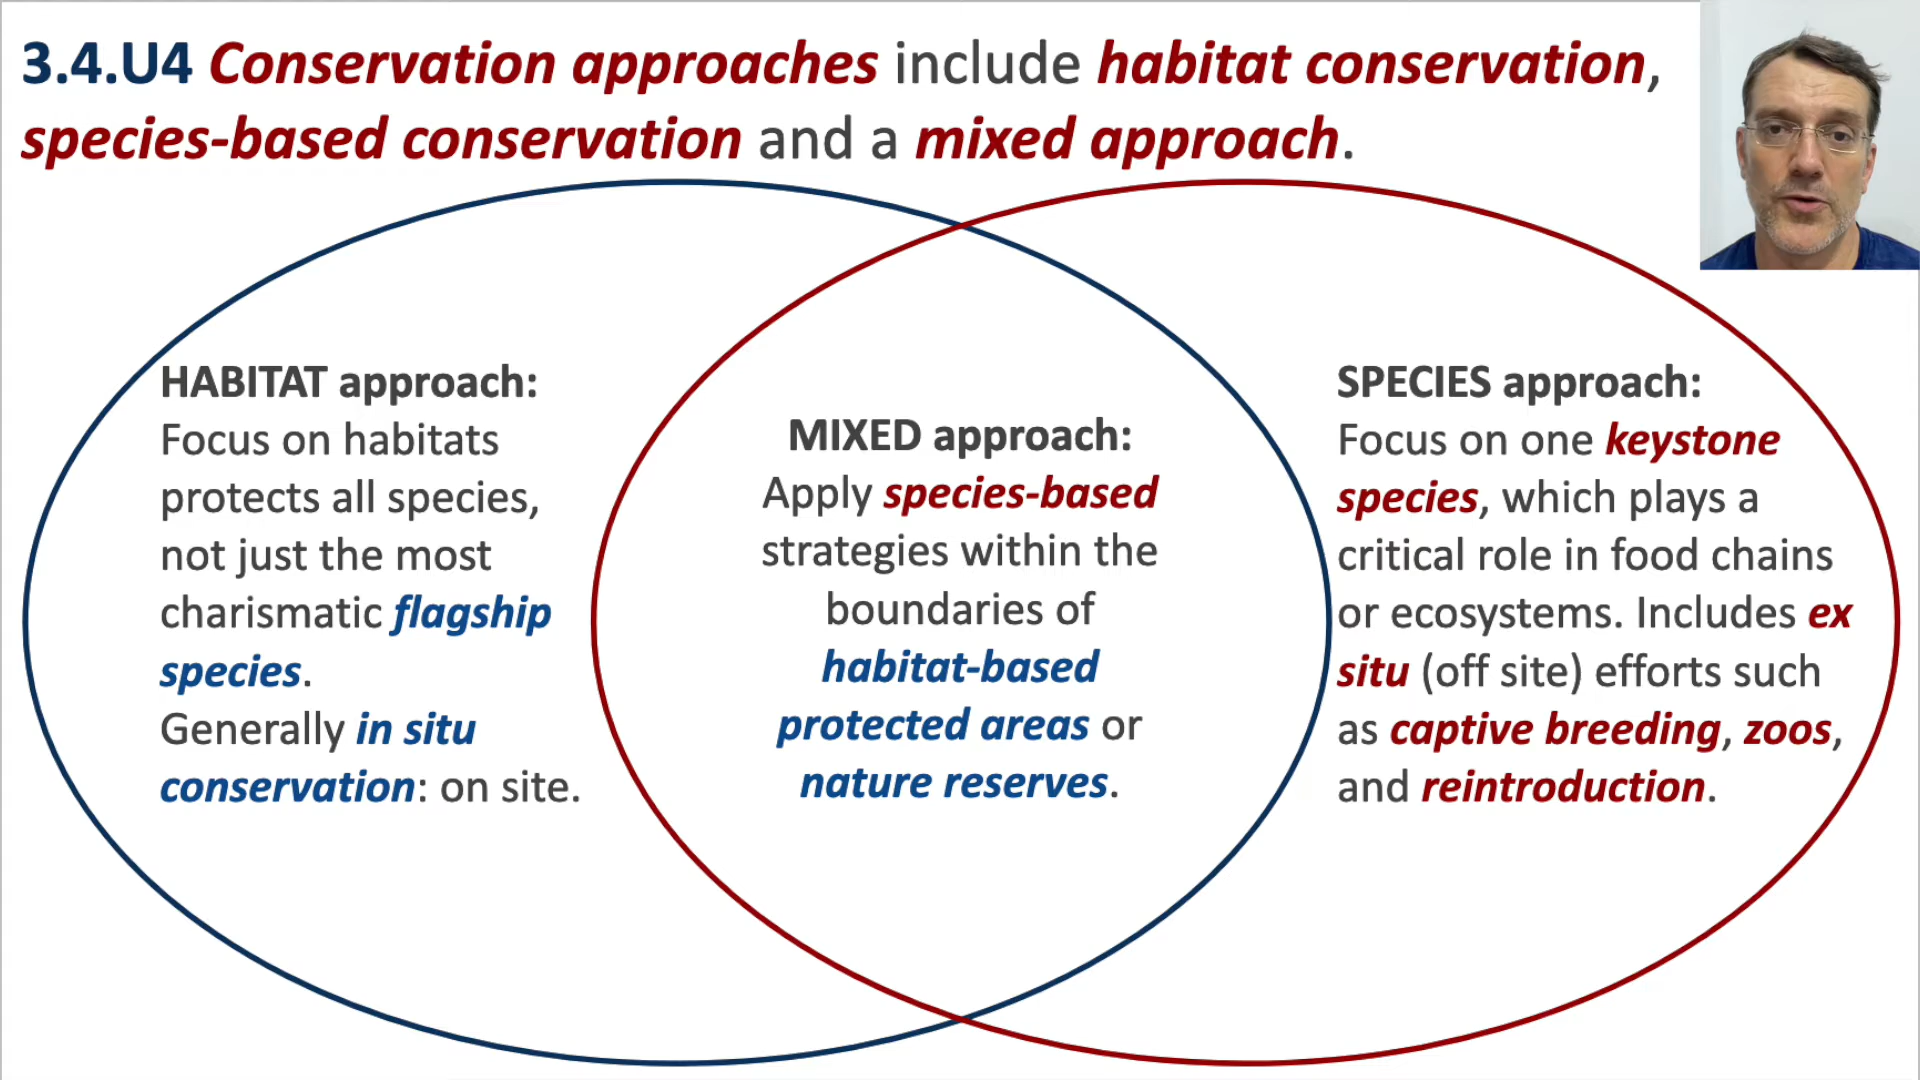 3.4.U4 Conservation approaches include habitat conservation,
species-based conservation and a mixed approach.
HABITAT approach:
Focus on habitats
protects all species,
not just the most
charismatic flagship
species.
Generally in situ
conservation: on site.
MIXED approach:
Apply species-based
strategies within the
boundaries of
habitat-based
protected areas or
nature reserves.
SPECIES approach:
Focus on one keystone
species, which plays a
critical role in food chains
or ecosystems. Includes ex
situ (off site) efforts such
as captive breeding, zoos,
and reintroduction.